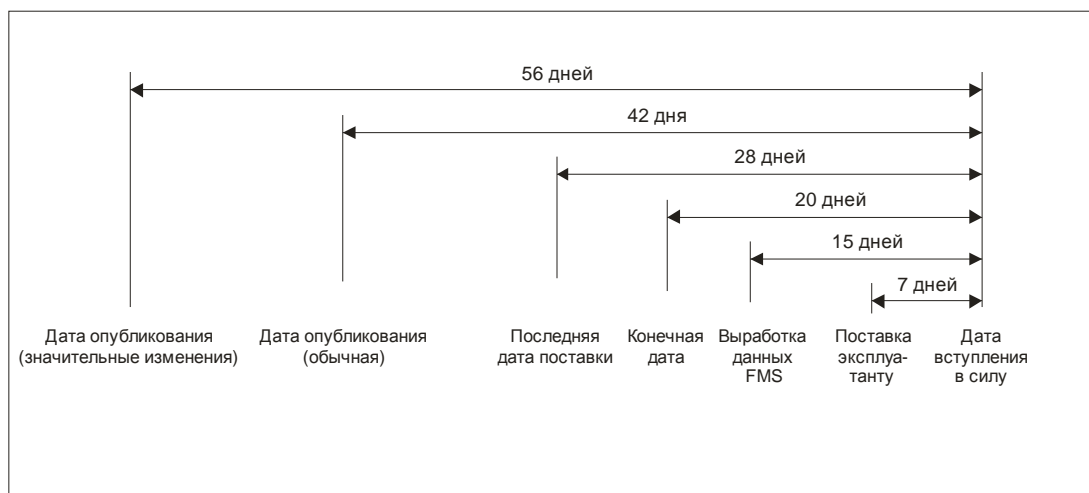 56 дней
42 дня
28 дней
20 дней
15 дней
7 дней
Дата опубликования
(значительные изменения)
Дата опубликования
(обычная)
Последняя
дата поставки
Конечная
дата
Выработка
данных
FMS
Поставка
эксплуа-
танту
Дата
вступления
в силу